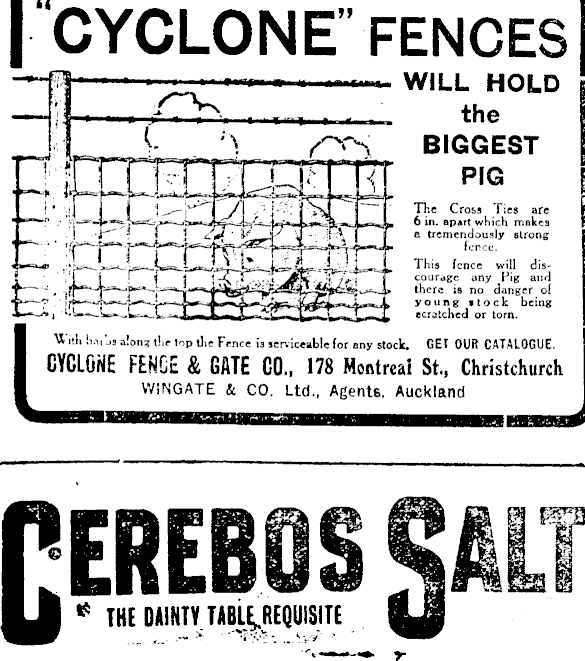 "CYCLONE" FENCES
WILL HOLD
the
BIGGEST
PIG
The Cross Ties are
6 in. apart which makes
a tremendously strong
fence.
This fence will dis-
courage any Pig and
there is no danger of
young stock being
scratched or torn.
With barbs along the top the Fence is serviceable for any stock. GET OUR CATALOGUE.
CYCLONE FENCE & GATE CO., 178 Montreal St., Christchurch
WINGATE & CO. Ltd., Agents, Auckland
CEREBOS SALT
THE DAINTY TABLE REQUISITE